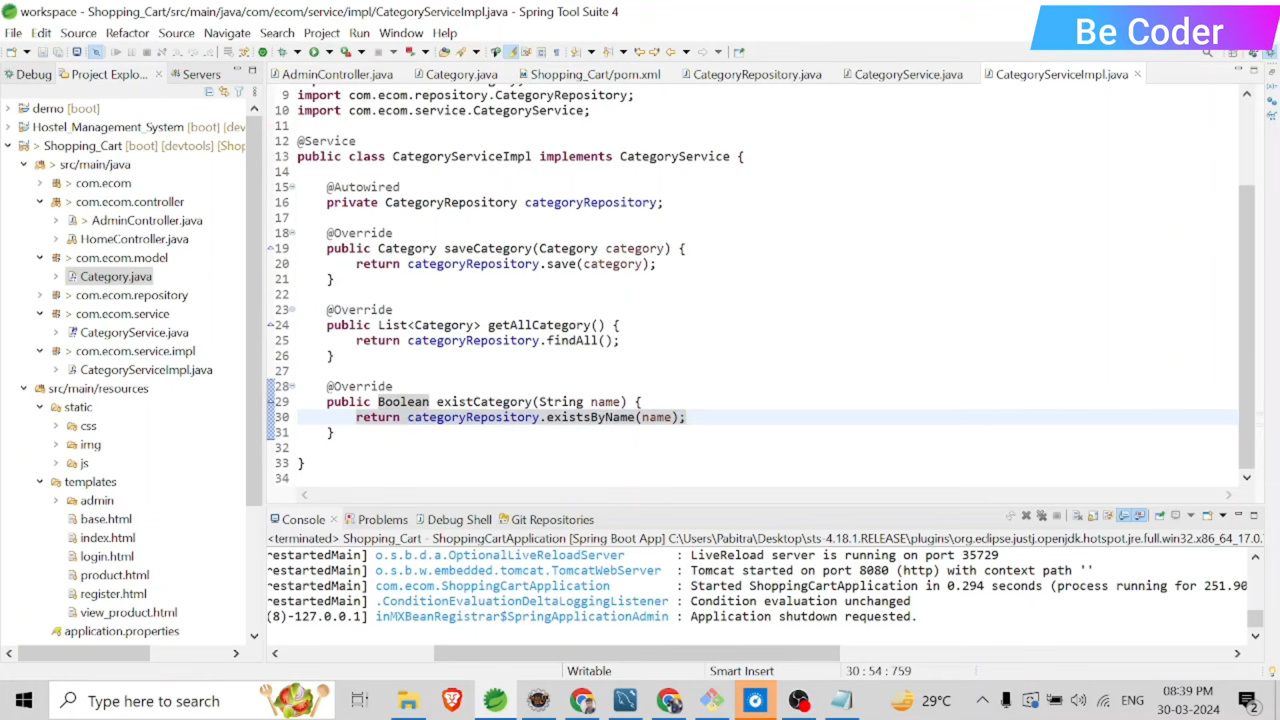 workspace - Shopping_Cart/src/main/java/com/ecom/service/impl/CategoryServiceImpl.java - Spring Tool Suite 4
Be Coder
File Edit Source Refactor Source Navigate Search Project Run Window Help
Debug Project Explo... Servers
AdminController.java Category.java Shopping_Cart/pom.xml CategoryRepository.java CategoryService.java CategoryServiceImpl.java
demo [boot]
Hostel_Management_System [boot] [dev
Shopping_Cart [boot] [devtools] [Shop
src/main/java
com.ecom
com.ecom.controller
AdminController.java
HomeController.java
com.ecom.model
Category.java
com.ecom.repository
com.ecom.service
CategoryService.java
com.ecom.service.impl
CategoryServiceImpl.java
src/main/resources
static
css
img
js
templates
admin
base.html
index.html
login.html
product.html
register.html
view_product.html
application.properties
9 import com.ecom.repository.CategoryRepository;
10 import com.ecom.service.CategoryService;
11
12 @Service
13 public class CategoryServiceImpl implements CategoryService {
14
15 @Autowired
16 private CategoryRepository categoryRepository;
17
18 @Override
19 public Category saveCategory(Category category) {
20 return categoryRepository.save(category);
21 }
22
23 @Override
24 public List<Category> getAllCategory() {
25 return categoryRepository.findAll();
26 }
27
28 @Override
29 public Boolean existCategory(String name) {
30 return categoryRepository.existsByName(name);
31 }
32
33 }
34
Console Problems Debug Shell Git Repositories
<terminated> Shopping_Cart - ShoppingCartApplication [Spring Boot App] C:\Users\Pabitra\Desktop\sts-4.18.1.RELEASE\plugins\org.eclipse.justj.openjdk.hotspot.jre.full.win32.x86_64_17.0.
restartedMain] o.s.b.d.a.OptionalLiveReloadServer : LiveReload server is running on port 35729
restartedMain] o.s.b.w.embedded.tomcat.TomcatWebServer : Tomcat started on port 8080 (http) with context path ''
restartedMain] com.ecom.ShoppingCartApplication : Started ShoppingCartApplication in 0.294 seconds (process running for 251.90
restartedMain] .ConditionEvaluationDeltaLoggingListener : Condition evaluation unchanged
(8)-127.0.0.1] inMXBeanRegistrar$SpringApplicationAdmin : Application shutdown requested.
Writable Smart Insert 30 : 54 : 759
Type here to search 29°C ENG 08:39 PM
30-03-2024 2